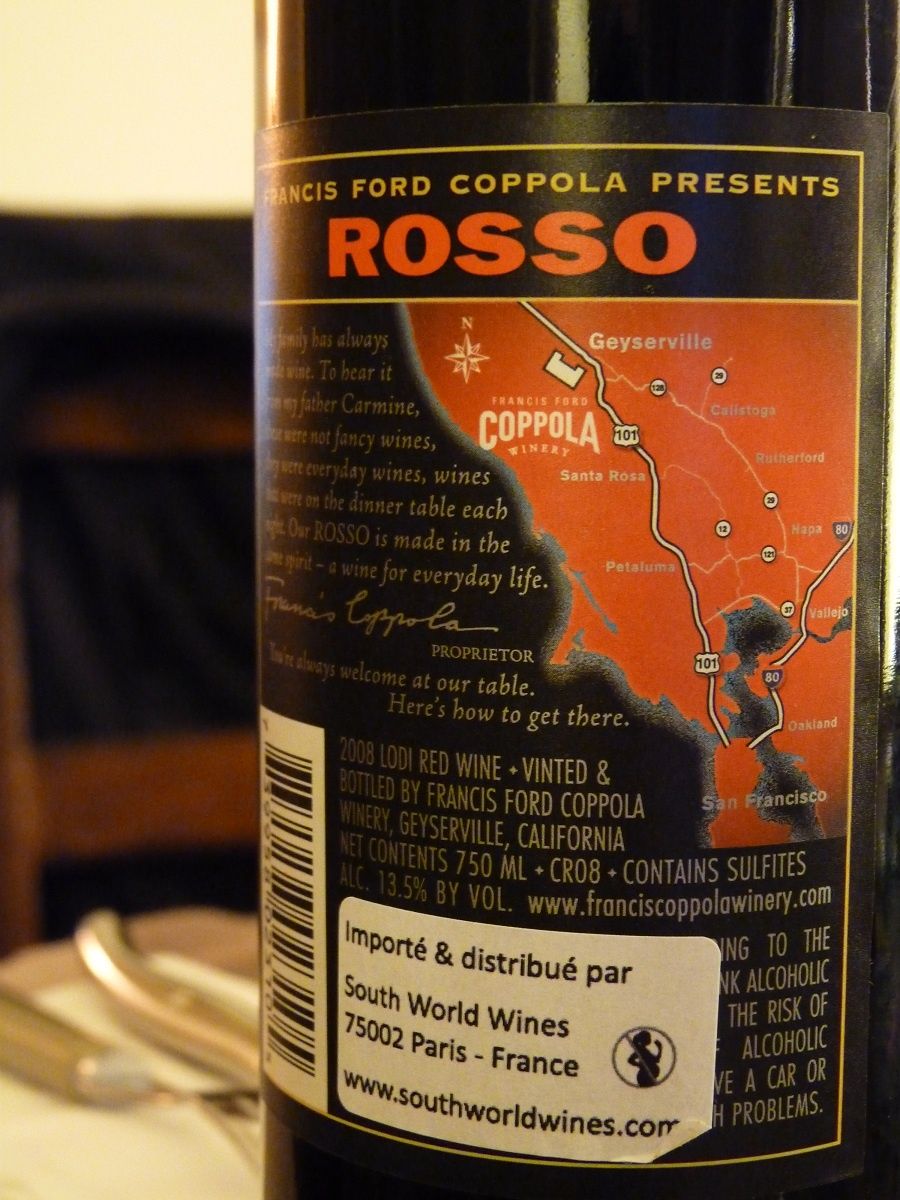 FRANCIS FORD COPPOLA PRESENTS
ROSSO
family has always
wine. To hear it
my father Carmine,
were not fancy wines,
were everyday wines, wines
were on the dinner table each
Our ROSSO is made in the
spirit – a wine for everyday life.
Francis Coppola
PROPRIETOR
You're always welcome at our table.
Here's how to get there.
N
Geyserville
128
29
FRANCIS FORD
COPPOLA
WINERY
Calistoga
101
Rutherford
Santa Rosa
29
12
Napa
80
121
Petaluma
37
Vallejo
101
80
Oakland
San Francisco
2008 LODI RED WINE • VINTED &
BOTTLED BY FRANCIS FORD COPPOLA
WINERY, GEYSERVILLE, CALIFORNIA
NET CONTENTS 750 ML • CR08 • CONTAINS SULFITES
ALC. 13.5% BY VOL. www.franciscoppolawinery.com
TO THE
ALCOHOLIC
THE RISK OF
ALCOHOLIC
A CAR OR
PROBLEMS.
Importé & distribué par
South World Wines
75002 Paris - France
www.southworldwines.com